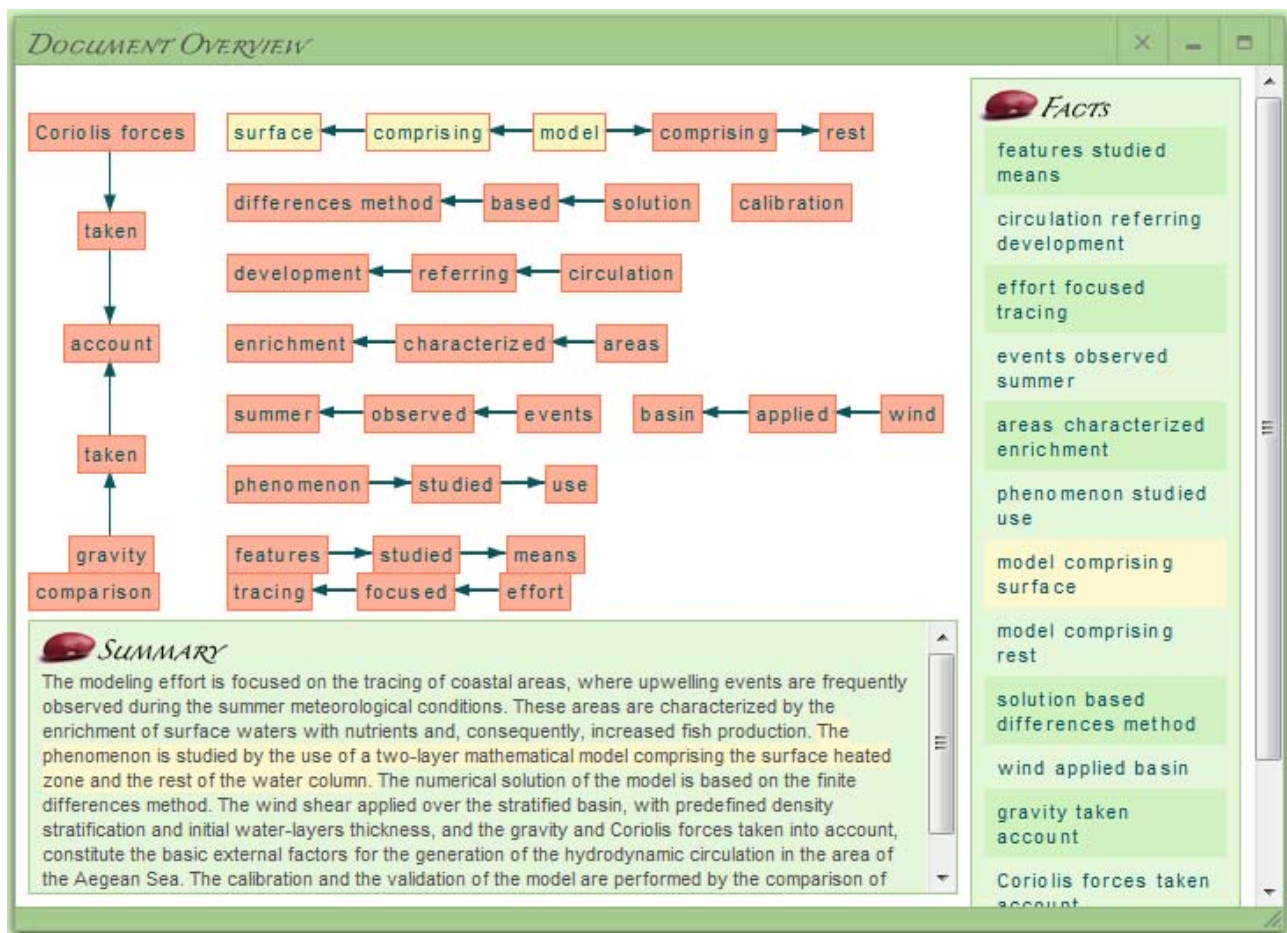 DOCUMENT OVERVIEW
Coriolis forces
taken
account
taken
gravity
comparison
surface comprising model comprising rest
differences method based solution calibration
development referring circulation
enrichment characterized areas
summer observed events basin applied wind
phenomenon studied use
features studied means
tracing focused effort
SUMMARY
The modeling effort is focused on the tracing of coastal areas, where upwelling events are frequently
observed during the summer meteorological conditions. These areas are characterized by the
enrichment of surface waters with nutrients and, consequently, increased fish production. The
phenomenon is studied by the use of a two-layer mathematical model comprising the surface heated
zone and the rest of the water column. The numerical solution of the model is based on the finite
differences method. The wind shear applied over the stratified basin, with predefined density
stratification and initial water-layers thickness, and the gravity and Coriolis forces taken into account,
constitute the basic external factors for the generation of the hydrodynamic circulation in the area of
the Aegean Sea. The calibration and the validation of the model are performed by the comparison of
FACTS
features studied
means
circulation referring
development
effort focused
tracing
events observed
summer
areas characterized
enrichment
phenomenon studied
use
model comprising
surface
model comprising
rest
solution based
differences method
wind applied basin
gravity taken
account
Coriolis forces taken
account